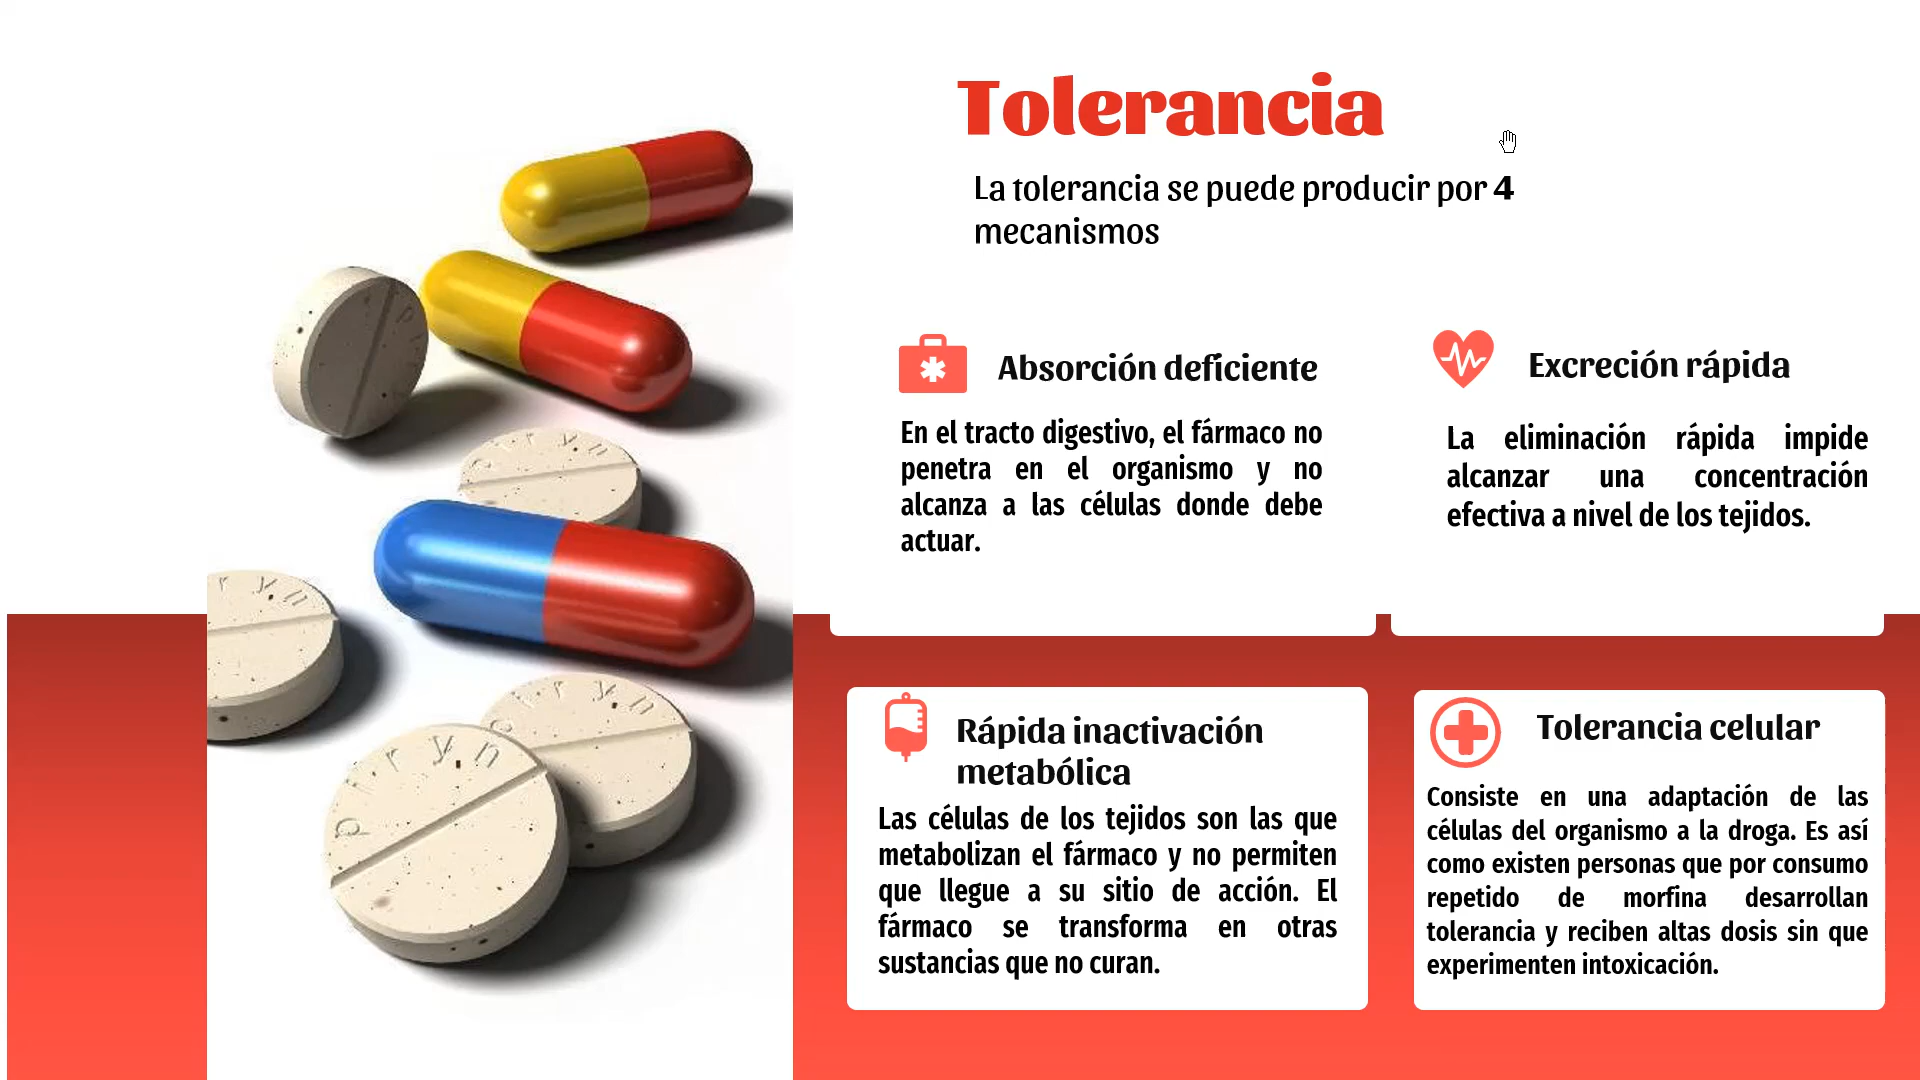 Tolerancia
La tolerancia se puede producir por 4
mecanismos
Absorción deficiente
En el tracto digestivo, el fármaco no
penetra en el organismo y no
alcanza a las células donde debe
actuar.
Excreción rápida
La eliminación rápida impide
alcanzar una concentración
efectiva a nivel de los tejidos.
Rápida inactivación
metabólica
Las células de los tejidos son las que
metabolizan el fármaco y no permiten
que llegue a su sitio de acción. El
fármaco se transforma en otras
sustancias que no curan.
Tolerancia celular
Consiste en una adaptación de las
células del organismo a la droga. Es así
como existen personas que por consumo
repetido de morfina desarrollan
tolerancia y reciben altas dosis sin que
experimenten intoxicación.